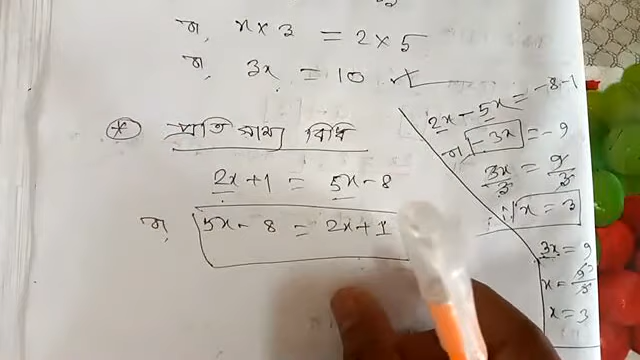 বা, x × 3 = 2 × 5
বা, 3x = 10
* প্রতি সাম্য বিধি
2x + 1 = 5x - 8
বা, 5x - 8 = 2x + 1
2x - 5x = -8-1
বা -3x = -9
3x/3 = 9/3
x = 3
3x = 9
x = 9/3
x = 3